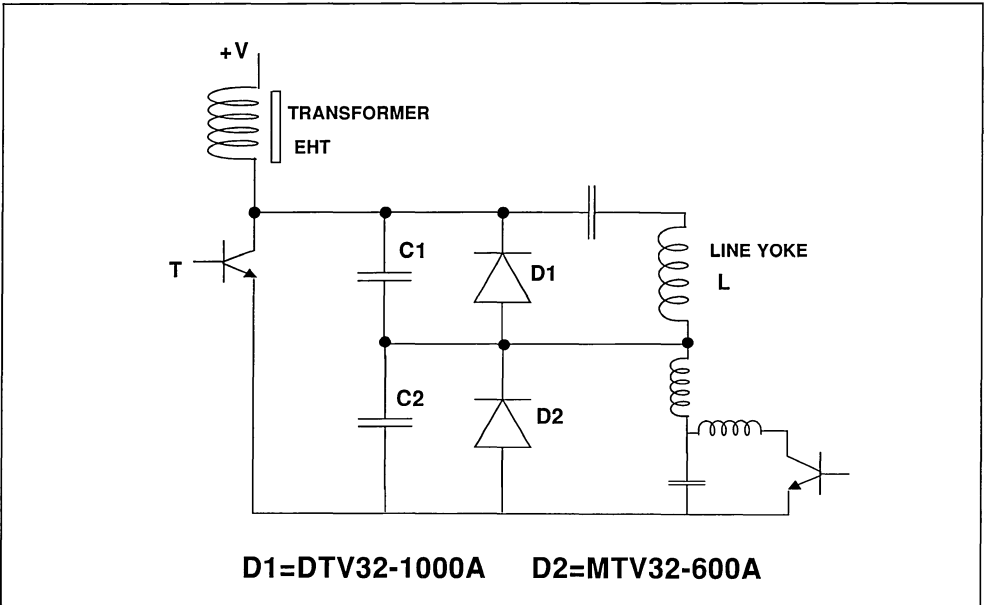 +V
TRANSFORMER
EHT
T
C1
D1
LINE YOKE
L
C2
D2
D1=DTV32-1000A D2=MTV32-600A